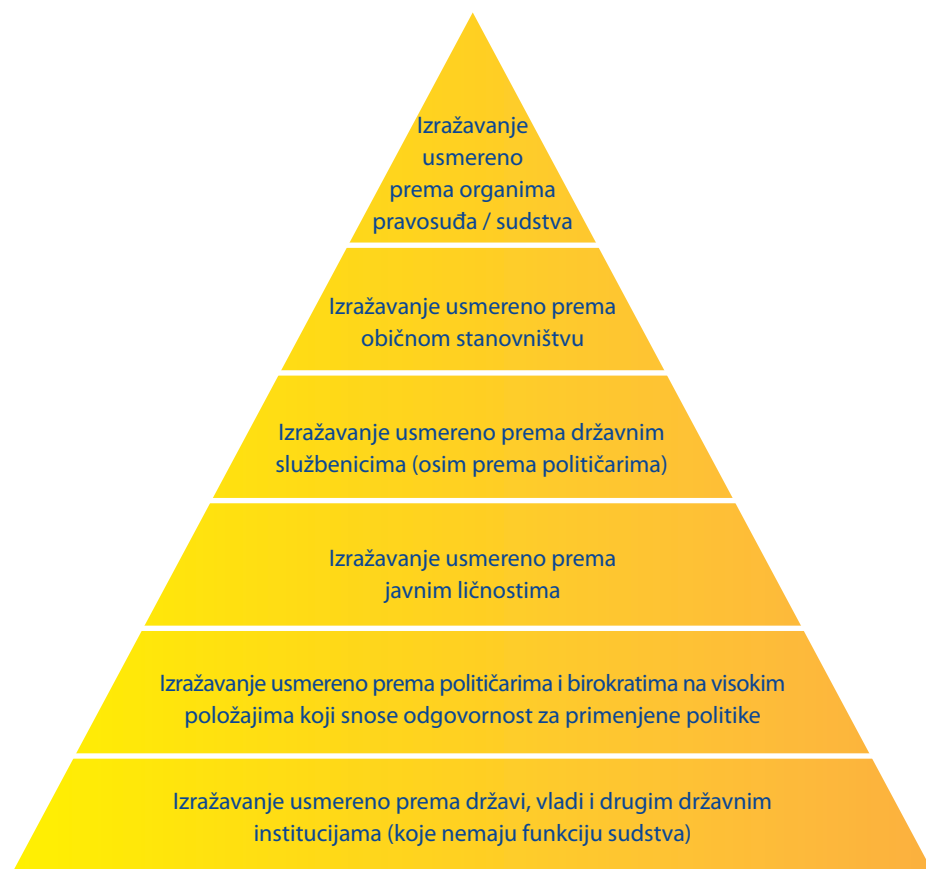 Izražavanje
usmereno
prema organima
pravosuđa / sudstva
Izražavanje usmereno prema
običnom stanovništvu
Izražavanje usmereno prema državnim
službenicima (osim prema političarima)
Izražavanje usmereno prema
javnim ličnostima
Izražavanje usmereno prema političarima i birokratima na visokim
položajima koji snose odgovornost za primenjene politike
Izražavanje usmereno prema državi, vladi i drugim državnim
institucijama (koje nemaju funkciju sudstva)